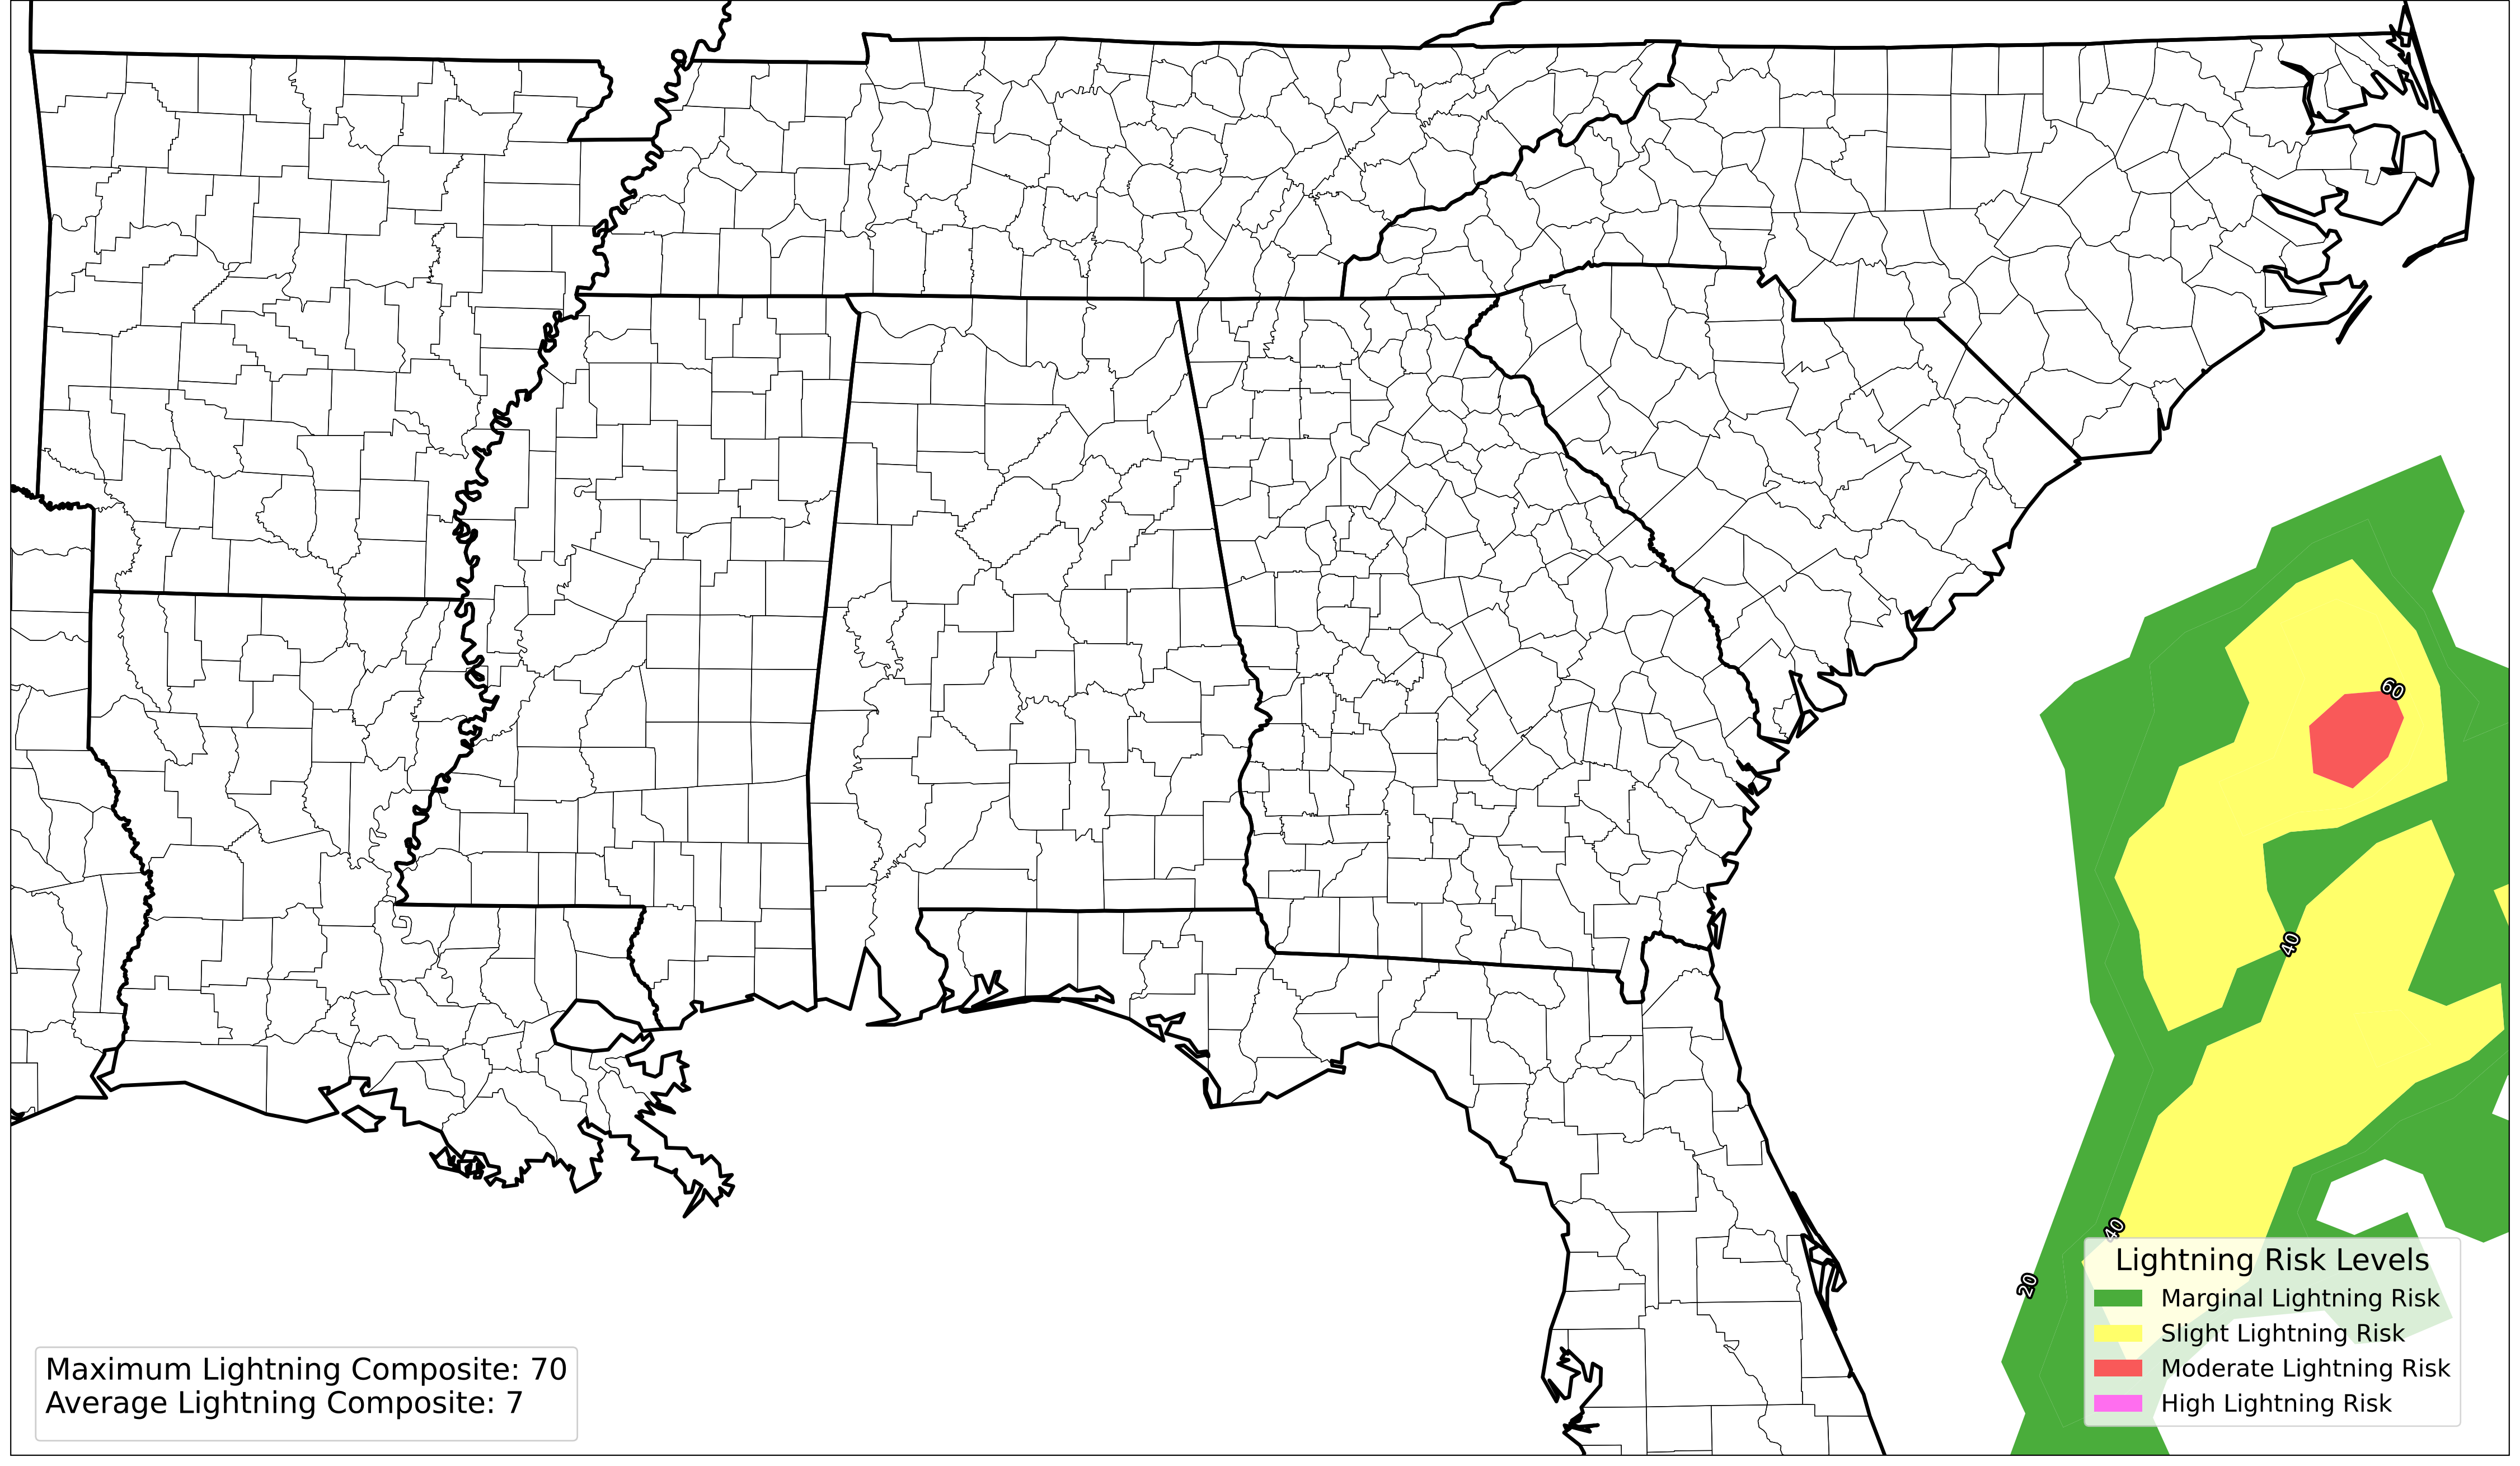 60
40
40
20
Lightning Risk Levels
Marginal Lightning Risk
Slight Lightning Risk
Moderate Lightning Risk
High Lightning Risk
Maximum Lightning Composite: 70
Average Lightning Composite: 7